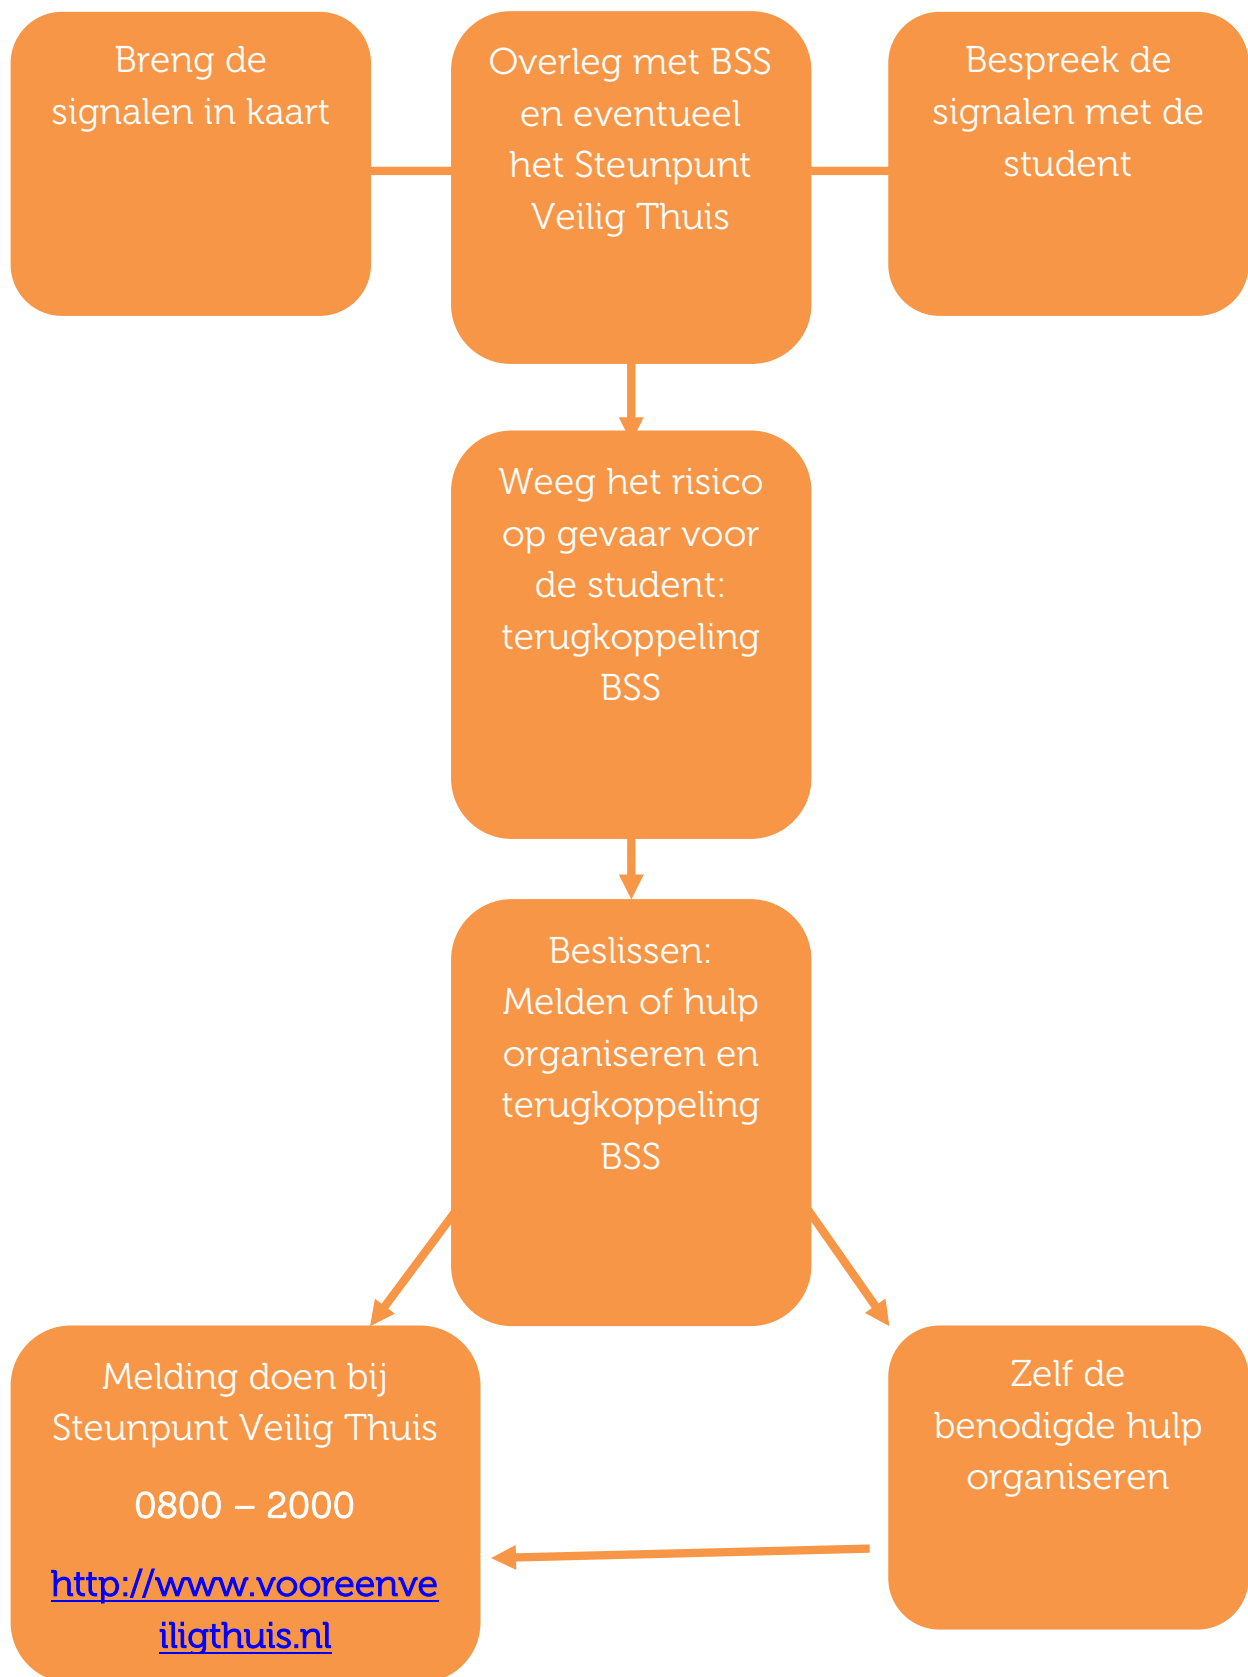 Breng de
signalen in kaart
Overleg met BSS
en eventueel
het Steunpunt
Veilig Thuis
Bespreek de
signalen met de
student
Weeg het risico
op gevaar voor
de student:
terugkoppeling
BSS
Beslissen:
Melden of hulp
organiseren en
terugkoppeling
BSS
Melding doen bij
Steunpunt Veilig Thuis
0800 – 2000
http://www.vooreenve
iligthuis.nl
Zelf de
benodigde hulp
organiseren